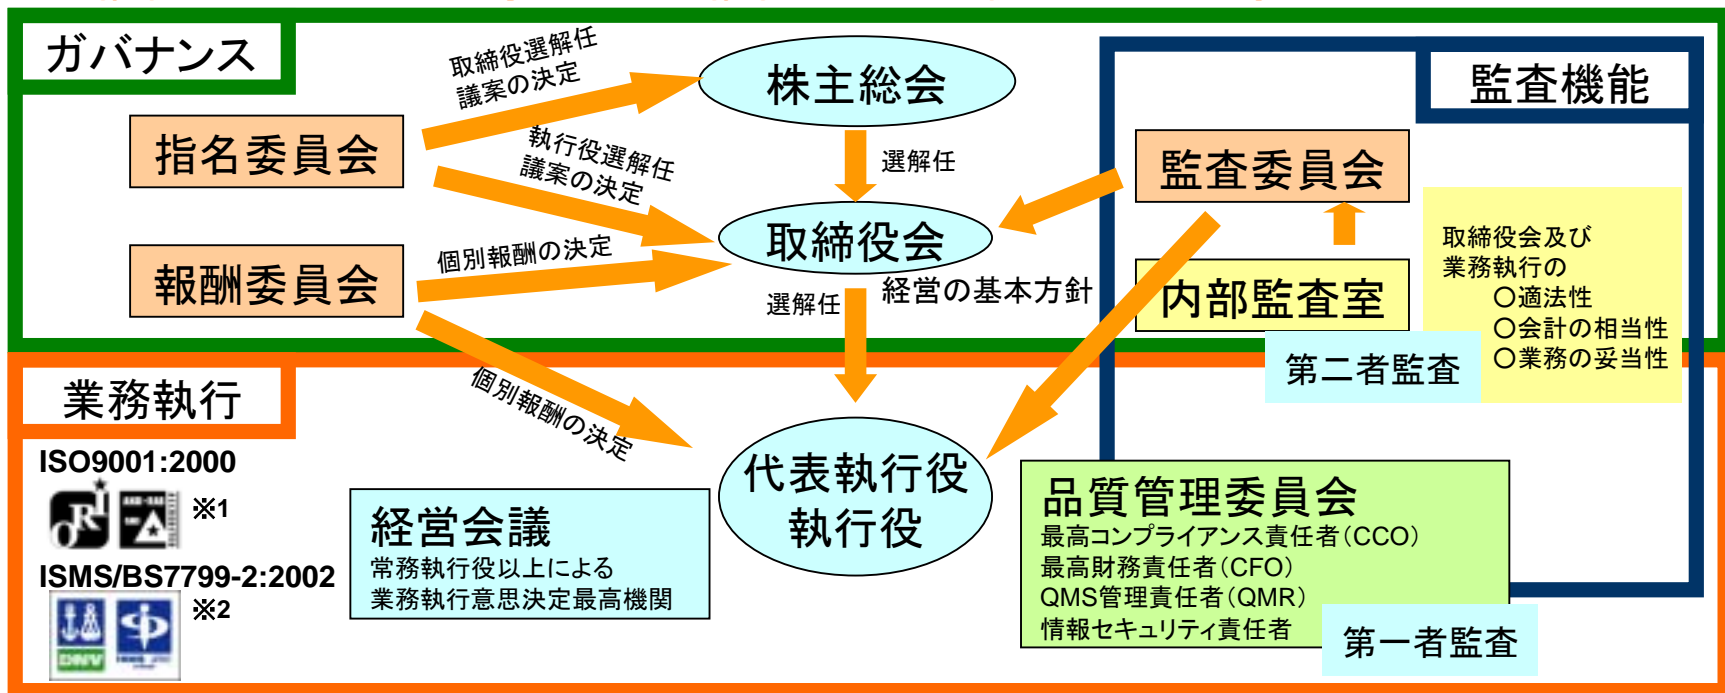 ガバナンス
取締役選解任
議案の決定
株主総会
監査機能
指名委員会
執行役選解任
議案の決定
選解任
監査委員会
取締役会
経営の基本方針
報酬委員会
個別報酬の決定
選解任
内部監査室
取締役会及び
業務執行の
○適法性
○会計の相当性
○業務の妥当性
第二者監査
業務執行
個別報酬の決定
ISO9001:2000
※1
ISMS/BS7799-2:2002
※2
経営会議
常務執行役以上による
業務執行意思決定最高機関
代表執行役
執行役
品質管理委員会
最高コンプライアンス責任者(CCO)
最高財務責任者(CFO)
QMS管理責任者(QMR)
情報セキュリティ責任者
第一者監査